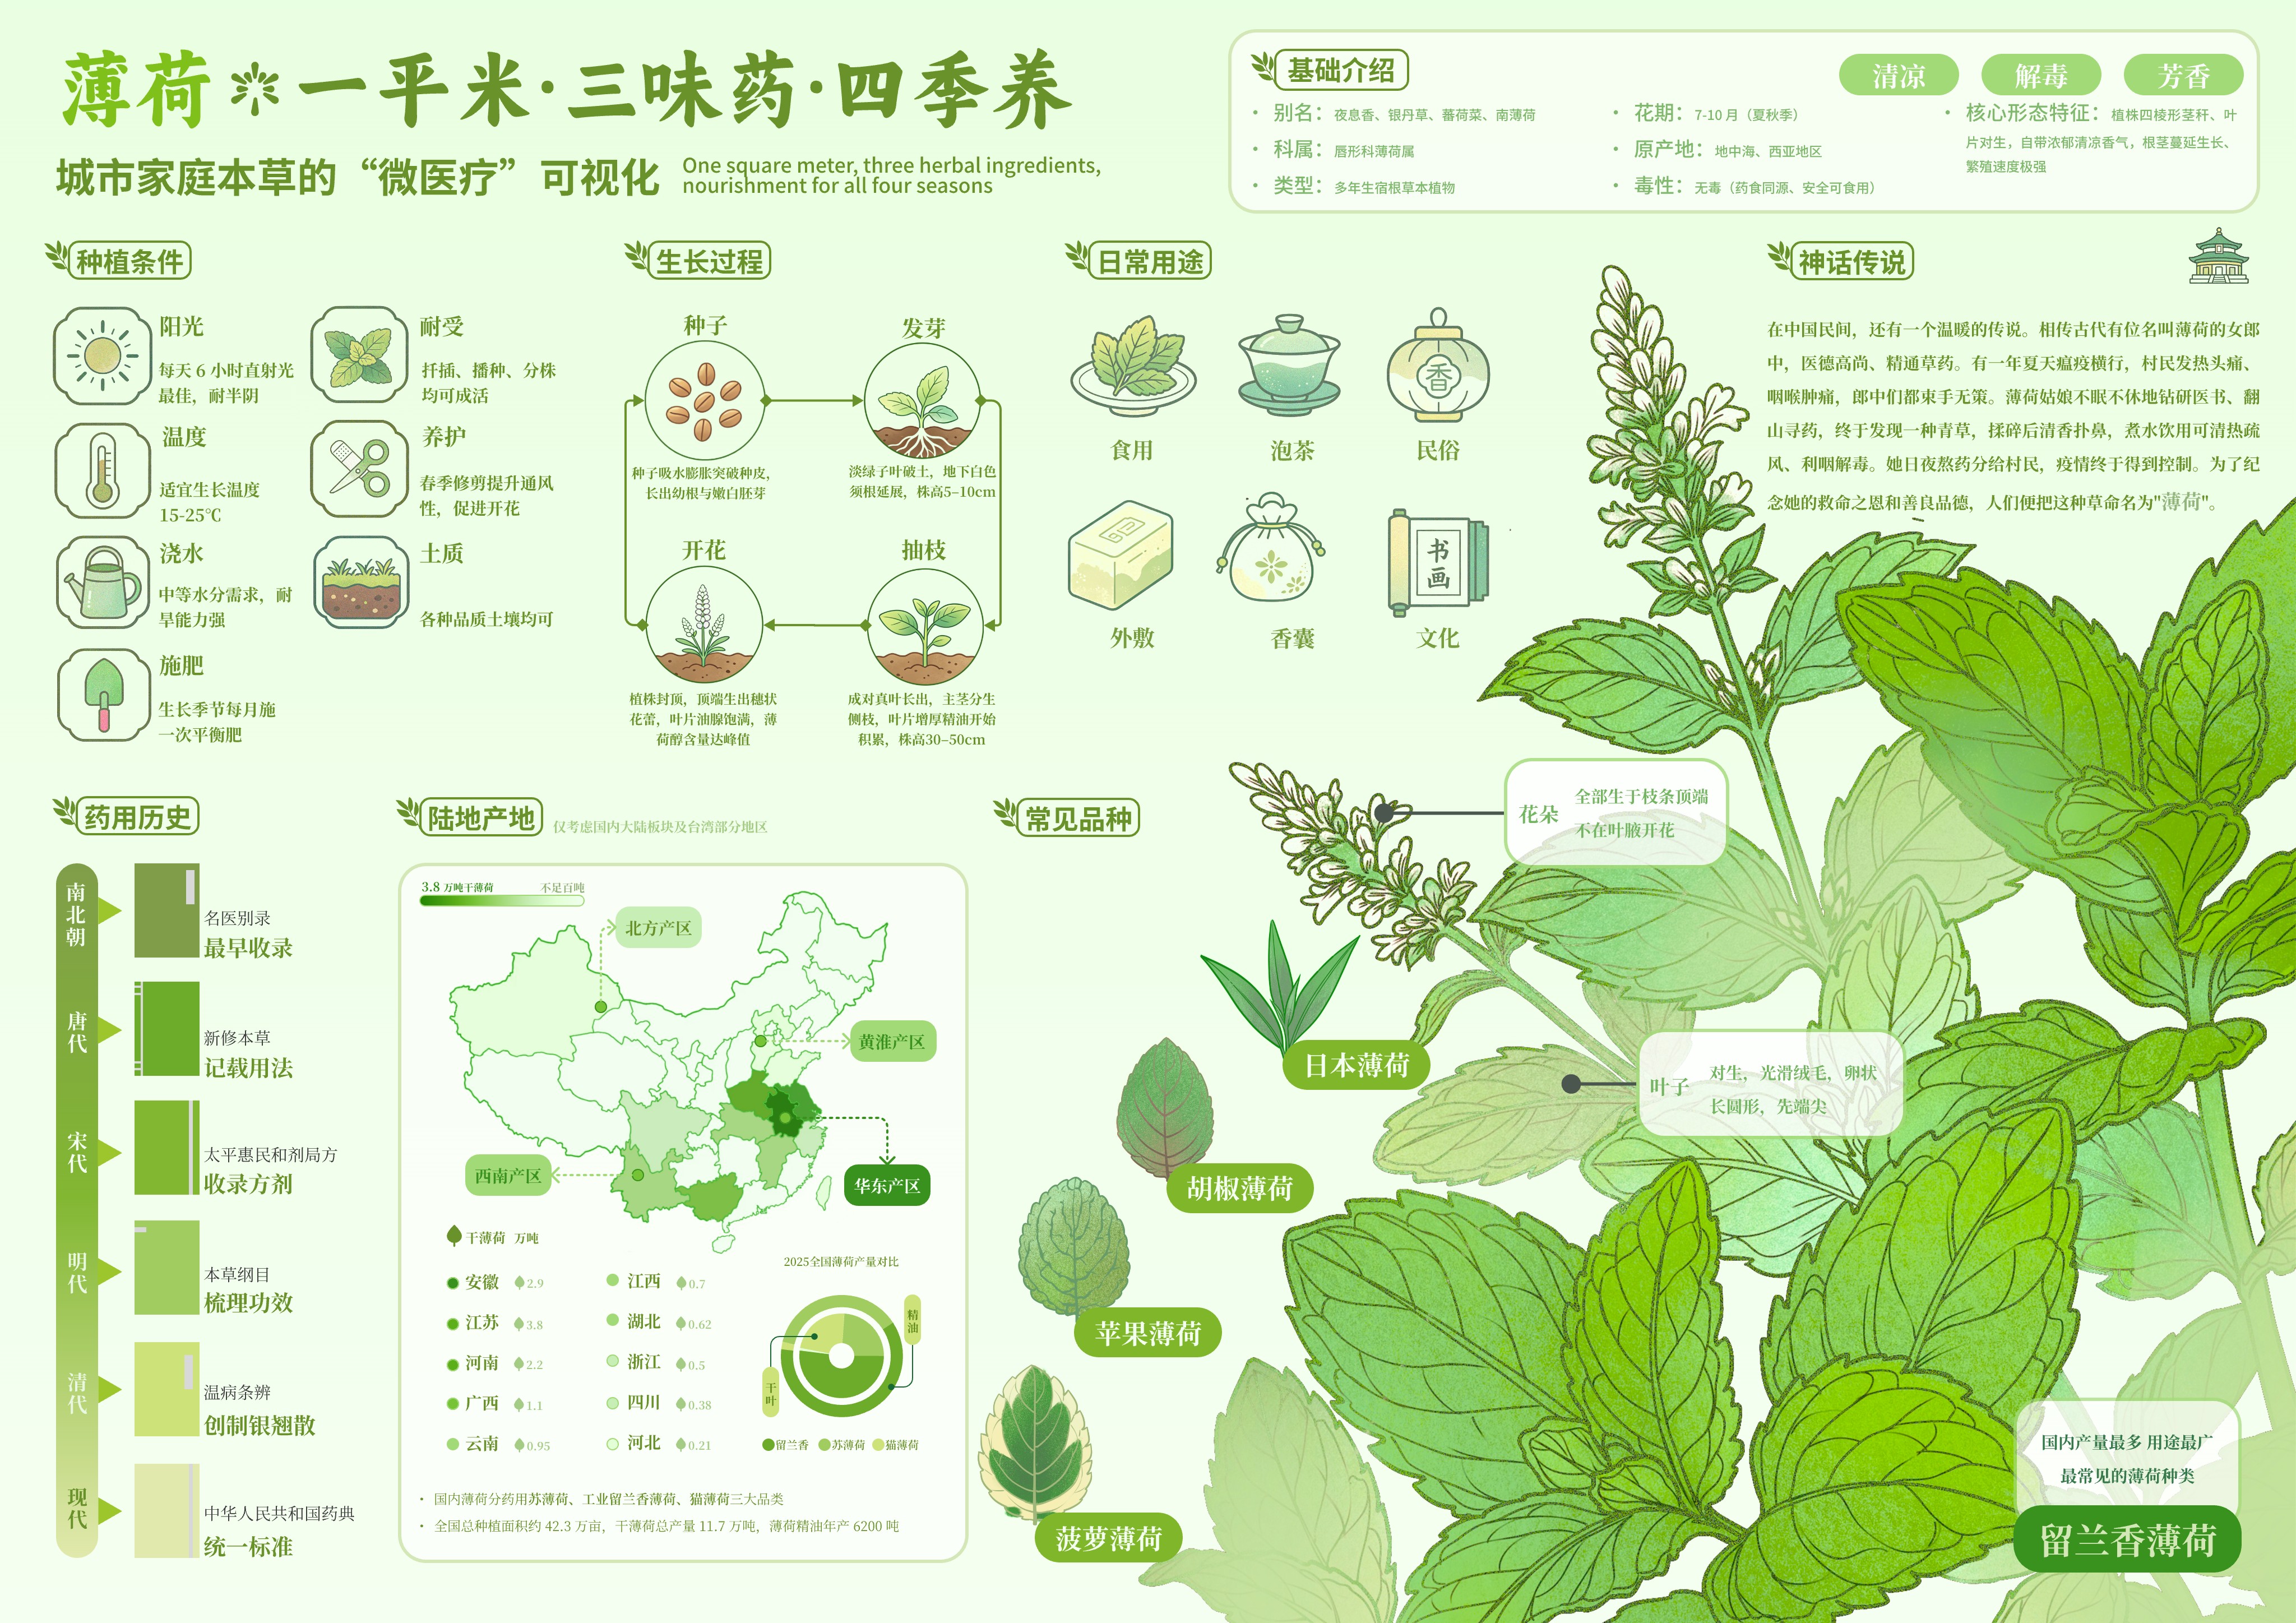 薄荷 一平米·三味药·四季养
城市家庭本草的“微医疗”可视化
One square meter, three herbal ingredients,
nourishment for all four seasons
基础介绍
清凉
解毒
芳香
• 别名：夜息香、银丹草、蕃荷菜、南薄荷
• 科属：唇形科薄荷属
• 类型：多年生宿根草本植物
• 花期：7-10月（夏秋季）
• 原产地：地中海、西亚地区
• 毒性：无毒（药食同源、安全可食用）
• 核心形态特征：植株四棱形茎秆、叶
片对生，自带浓郁清凉香气，根茎蔓延生长、
繁殖速度极强
种植条件
阳光
每天 6 小时直射光
最佳，耐半阴
温度
适宜生长温度
15-25℃
浇水
中等水分需求，耐
旱能力强
施肥
生长季节每月施
一次平衡肥
耐受
扦插、播种、分株
均可成活
养护
春季修剪提升通风
性，促进开花
土质
各种品质土壤均可
生长过程
种子
种子吸水膨胀突破种皮，
长出幼根与嫩白胚芽
发芽
淡绿子叶破土，地下白色
须根延展，株高5–10cm
开花
植株封顶，顶端生出穗状
花蕾，叶片油腺饱满，薄
荷醇含量达峰值
抽枝
成对真叶长出，主茎分生
侧枝，叶片增厚精油开始
积累，株高30–50cm
日常用途
食用
泡茶
香
民俗
外敷
香囊
书
画
文化
神话传说
在中国民间，还有一个温暖的传说。相传古代有位名叫薄荷的女郎
中，医德高尚、精通草药。有一年夏天瘟疫横行，村民发热头痛、
咽喉肿痛，郎中们都束手无策。薄荷姑娘不眠不休地钻研医书、翻
山寻药，终于发现一种青草，揉碎后清香扑鼻，煮水饮用可清热疏
风、利咽解毒。她日夜熬药分给村民，疫情终于得到控制。为了纪
念她的救命之恩和善良品德，人们便把这种草命名为"薄荷"。
药用历史
南北朝
名医别录
最早收录
唐代
新修本草
记载用法
宋代
太平惠民和剂局方
收录方剂
明代
本草纲目
梳理功效
清代
温病条辨
创制银翘散
现代
中华人民共和国药典
统一标准
陆地产地
仅考虑国内大陆板块及台湾部分地区
3.8 万吨干薄荷
不足百吨
北方产区
黄淮产区
西南产区
华东产区
干薄荷 万吨
安徽 2.9
江苏 3.8
河南 2.2
广西 1.1
云南 0.95
江西 0.7
湖北 0.62
浙江 0.5
四川 0.38
河北 0.21
2025全国薄荷产量对比
精油
干叶
留兰香 苏薄荷 猫薄荷
• 国内薄荷分药用苏薄荷、工业留兰香薄荷、猫薄荷三大品类
• 全国总种植面积约 42.3 万亩，干薄荷总产量 11.7 万吨，薄荷精油年产 6200 吨
常见品种
日本薄荷
胡椒薄荷
苹果薄荷
菠萝薄荷
花朵
全部生于枝条顶端
不在叶腋开花
叶子
对生，光滑绒毛，卵状
长圆形，先端尖
国内产量最多 用途最广
最常见的薄荷种类
留兰香薄荷